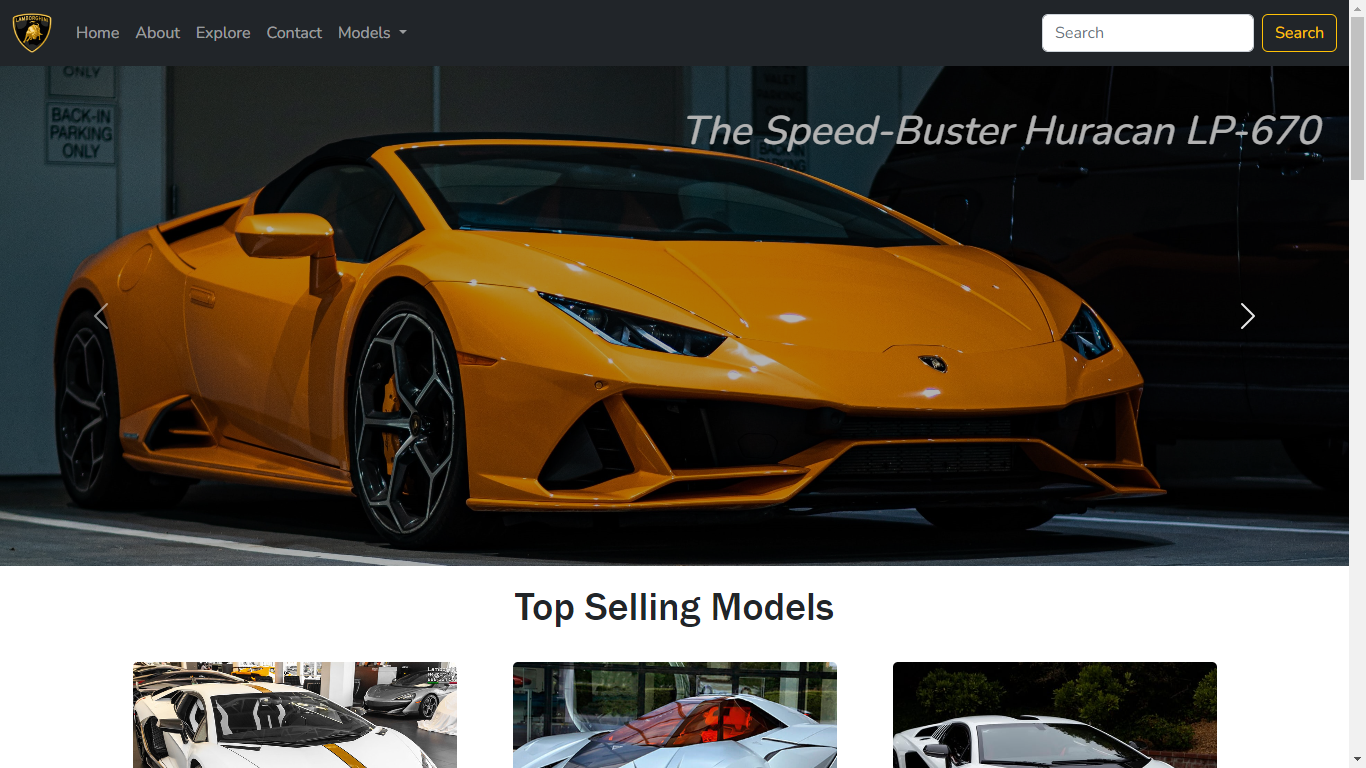 LAMBORGHINI
Home
About
Explore
Contact
Models
Search
Search
ONLY
BACK-IN
PARKING
ONLY
The Speed-Buster Huracan LP-670
Top Selling Models